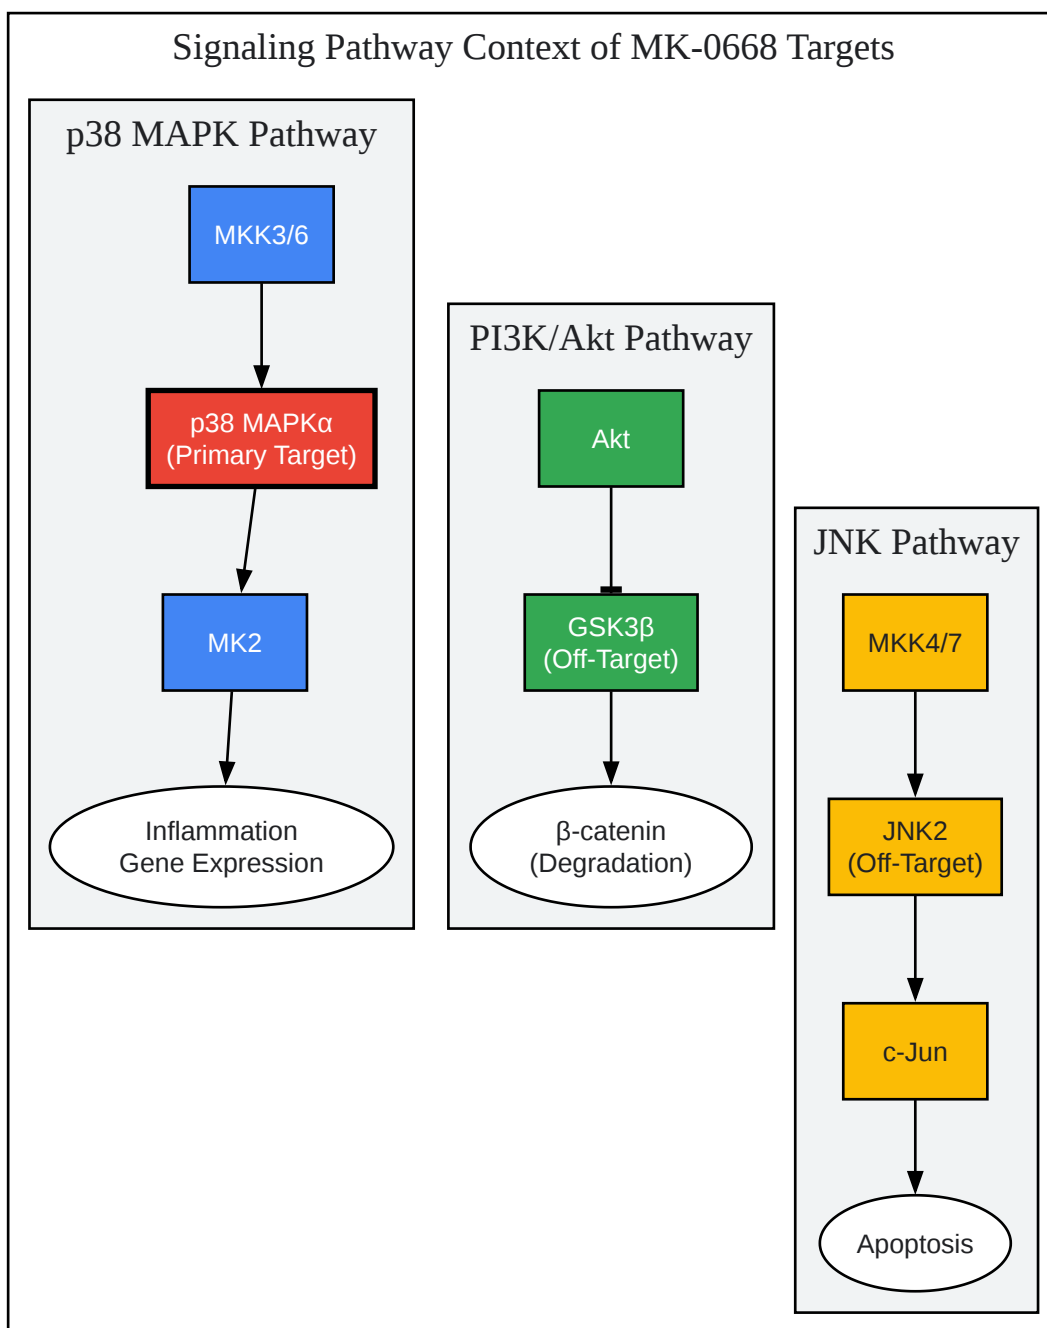 Signaling Pathway Context of MK-0668 Targets
p38 MAPK Pathway
MKK3/6
p38 MAPKα
(Primary Target)
MK2
Inflammation
Gene Expression
PI3K/Akt Pathway
Akt
GSK3β
(Off-Target)
β-catenin
(Degradation)
JNK Pathway
MKK4/7
JNK2
(Off-Target)
c-Jun
Apoptosis